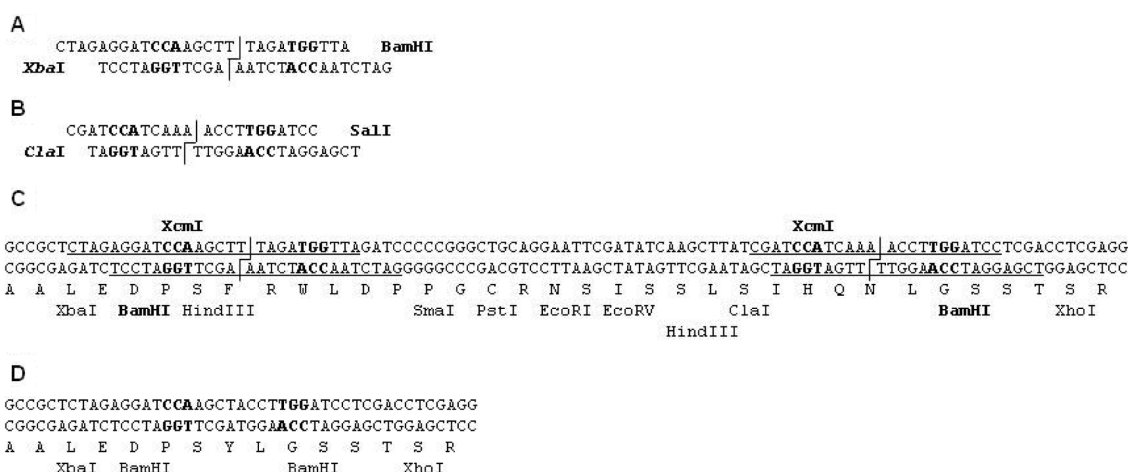 A
CTAGAGGATCCAAGCTT TAGATGGTTA BamHI
XbaI TCCTAGGTTCGA AATCTACCAATCTAG
B
CGATCCATCAAA ACCTTGGATCC SalI
ClaI TAGGTAGTT TTGGAACCTAGGAGCT
C
XcmI XcmI
GCCGCTCTAGAGGATCCAAGCTT TAGATGGTTAGATCCCCCGGGCTGCAGGAATTCGATATCAAGCTTATCGATCCATCAAA ACCTTGGATCCTCGACCTCGAGG
CGGCGAGATCTCCTAGGTTCGA AATCTACCAATCTAGGGGGCCCGACGTCCTTAAGCTATAGTTCGAATAGCTAGGTAGTT TTGGAACCTAGGAGCTGGAGCTCC
A A L E D P S F R W L D P P G C R N S I S S L S I H Q N L G S S T S R
XbaI BamHI HindIII SmaI PstI EcoRI EcoRV ClaI BamHI XhoI
HindIII
D
GCCGCTCTAGAGGATCCAAGCTACCTTGGATCCTCGACCTCGAGG
CGGCGAGATCTCCTAGGTTCGATGGAACCTAGGAGCTGGAGCTCC
A A L E D P S Y L G S S T S R
XbaI BamHI BamHI XhoI